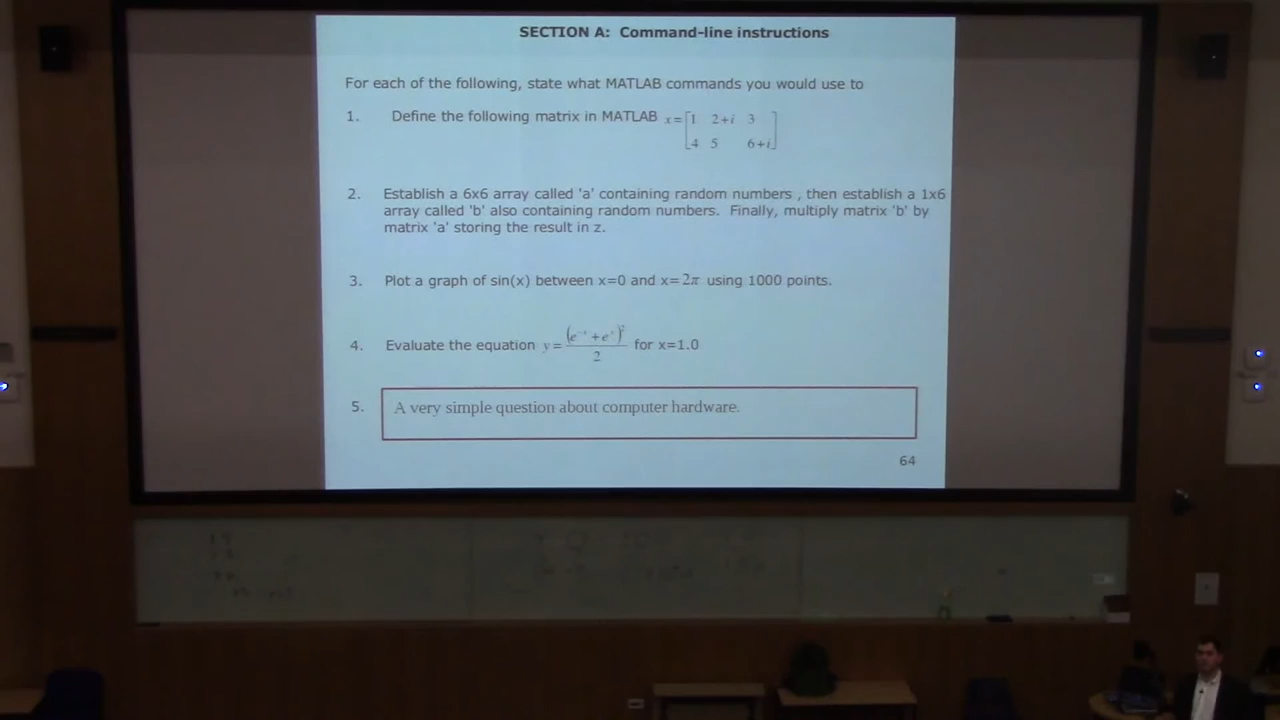 SECTION A: Command-line instructions
For each of the following, state what MATLAB commands you would use to
1. Define the following matrix in MATLAB x=[1 2+i 3
4 5 6+i]
2. Establish a 6x6 array called 'a' containing random numbers , then establish a 1x6
array called 'b' also containing random numbers. Finally, multiply matrix 'b' by
matrix 'a' storing the result in z.
3. Plot a graph of sin(x) between x=0 and x=2π using 1000 points.
4. Evaluate the equation y= (e⁻ˣ+eˣ)²/2 for x=1.0
5. A very simple question about computer hardware.
64